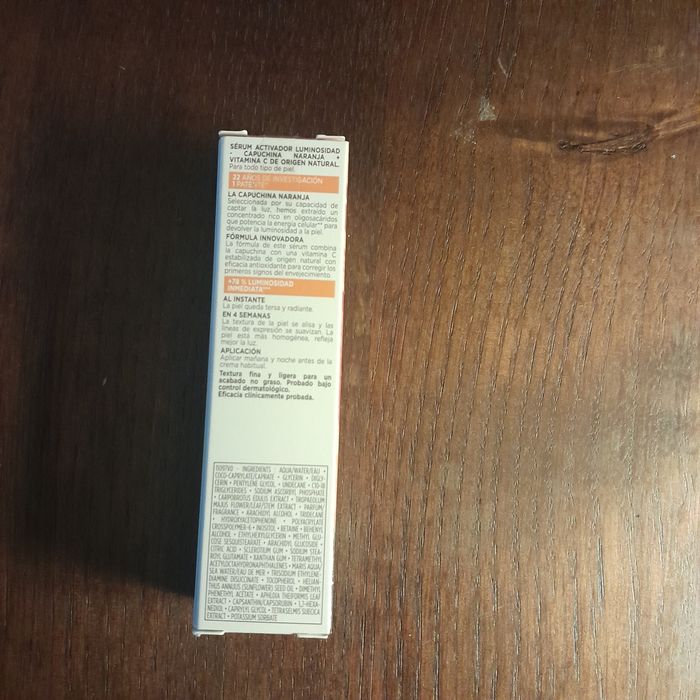 SÉRUM ACTIVADOR LUMINOSIDAD
- CAPUCHINA NARANJA +
VITAMINA C DE ORIGEN NATURAL.
Para todo tipo de piel.
22 AÑOS DE INVESTIGACIÓN
1 PATENTE*
LA CAPUCHINA NARANJA
Seleccionada por su capacidad de
captar la luz, hemos extraído un
concentrado rico en oligosacáridos
que potencia la energía celular** para
devolver la luminosidad a la piel.
FÓRMULA INNOVADORA
La fórmula de este sérum combina
la capuchina con una vitamina C
estabilizada de origen natural con
eficacia antioxidante para corregir los
primeros signos del envejecimiento.
+78 % LUMINOSIDAD
INMEDIATA***
AL INSTANTE
La piel queda tersa y radiante.
EN 4 SEMANAS
La textura de la piel se alisa y las
líneas de expresión se suavizan. La
piel está más homogénea, refleja
mejor la luz.
APLICACIÓN
Aplicar mañana y noche antes de la
crema habitual.
Textura fina y ligera para un
acabado no graso. Probado bajo
control dermatológico.
Eficacia clínicamente probada.
11097V0 - INGREDIENTS : AQUA/WATER/EAU •
COCO-CAPRYLATE/CAPRATE • GLYCERIN • DIGLY-
CERIN • PENTYLENE GLYCOL • UNDECANE • C10-18
TRIGLYCERIDES • SODIUM ASCORBYL PHOSPHATE
• CARPOBROTUS EDULIS EXTRACT • TROPAEOLUM
MAJUS FLOWER/LEAF/STEM EXTRACT • PARFUM/
FRAGRANCE • ARACHIDYL ALCOHOL • TRIDECANE
• HYDROXYACETOPHENONE • POLYACRYLATE
CROSSPOLYMER-6 • INOSITOL • BETAINE • BEHENYL
ALCOHOL • ETHYLHEXYLGLYCERIN • METHYL GLU-
COSE SESQUISTEARATE • ARACHIDYL GLUCOSIDE •
CITRIC ACID • SCLEROTIUM GUM • SODIUM STEA-
ROYL GLUTAMATE • XANTHAN GUM • TETRAMETHYL
ACETYLOCTAHYDRONAPHTHALENES • MARIS AQUA/
SEA WATER/EAU DE MER • TRISODIUM ETHYLENE-
DIAMINE DISUCCINATE • TOCOPHEROL • HELIAN-
THUS ANNUUS (SUNFLOWER) SEED OIL • DIMETHYL
PHENETHYL ACETATE • APHLOIA THEIFORMIS LEAF
EXTRACT • CAPSANTHIN/CAPSORUBIN • 1,2-HEXA-
NEDIOL • CAPRYLYL GLYCOL • TETRASELMIS SUECICA
EXTRACT • POTASSIUM SORBATE